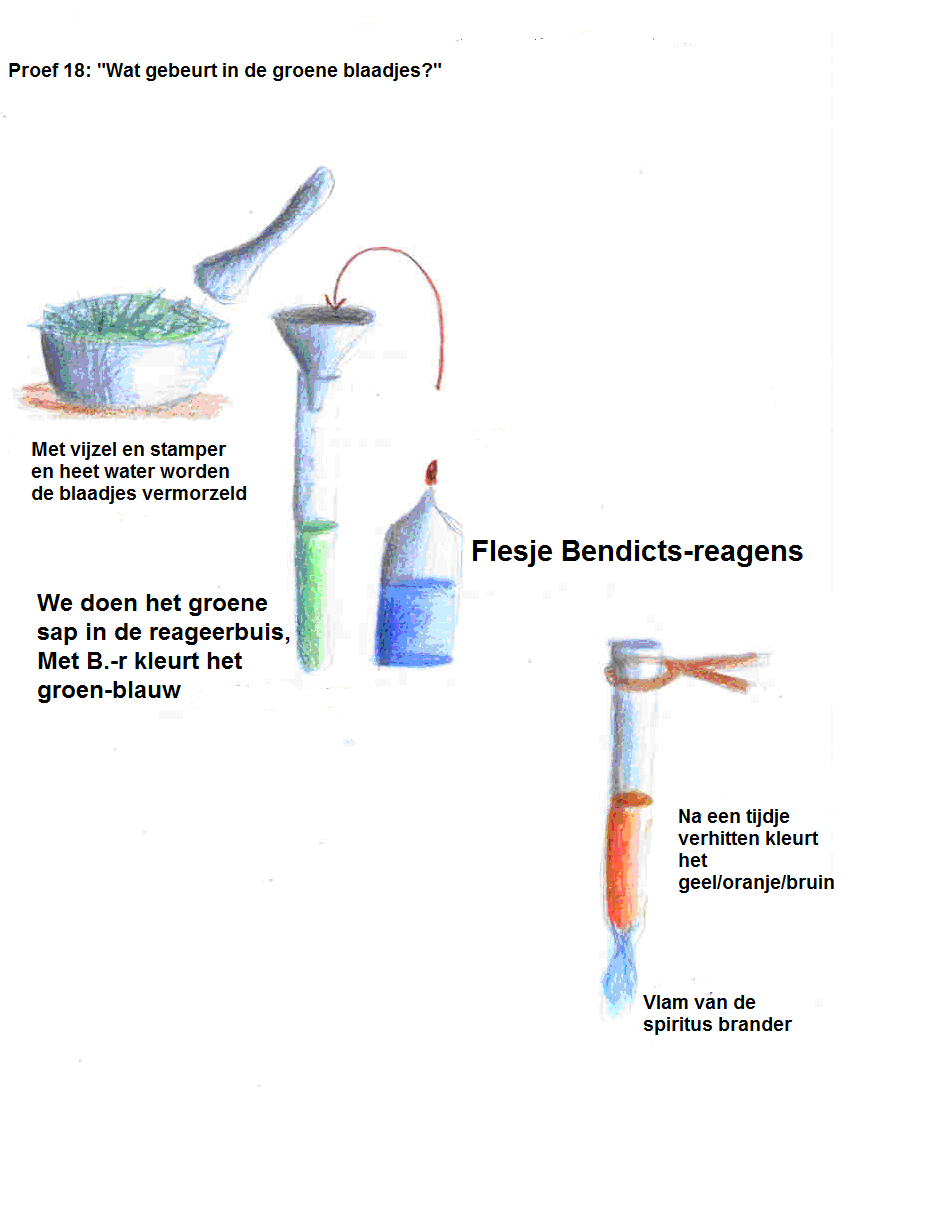 Proef 18: "Wat gebeurt in de groene blaadjes?"
Met vijzel en stamper
en heet water worden
de blaadjes vermorzeld
Flesje Bendicts-reagens
We doen het groene
sap in de reageerbuis,
Met B.-r kleurt het
groen-blauw
Na een tijdje
verhitten kleurt
het
geel/oranje/bruin
Vlam van de
spiritus brander